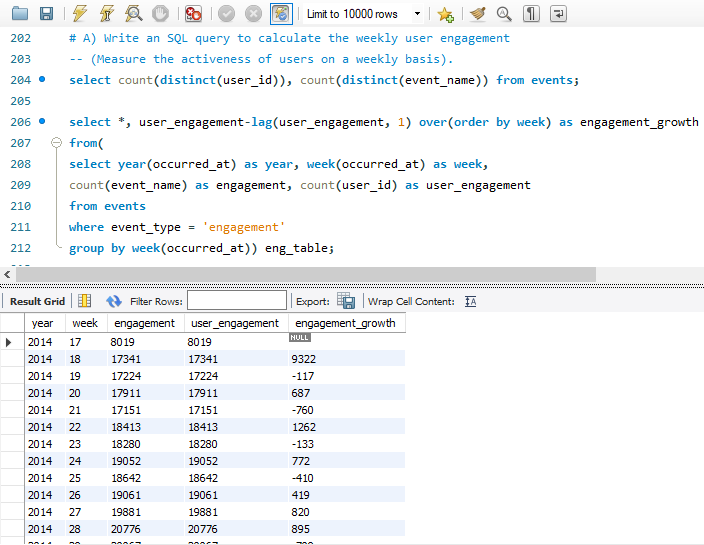 Limit to 10000 rows
202 # A) Write an SQL query to calculate the weekly user engagement
203 -- (Measure the activeness of users on a weekly basis).
204 select count(distinct(user_id)), count(distinct(event_name)) from events;
205
206 select *, user_engagement-lag(user_engagement, 1) over(order by week) as engagement_growth
207 from(
208 select year(occurred_at) as year, week(occurred_at) as week,
209 count(event_name) as engagement, count(user_id) as user_engagement
210 from events
211 where event_type = 'engagement'
212 group by week(occurred_at)) eng_table;
Result Grid Filter Rows: Export: Wrap Cell Content: IA
year week engagement user_engagement engagement_growth
2014 17 8019 8019 NULL
2014 18 17341 17341 9322
2014 19 17224 17224 -117
2014 20 17911 17911 687
2014 21 17151 17151 -760
2014 22 18413 18413 1262
2014 23 18280 18280 -133
2014 24 19052 19052 772
2014 25 18642 18642 -410
2014 26 19061 19061 419
2014 27 19881 19881 820
2014 28 20776 20776 895